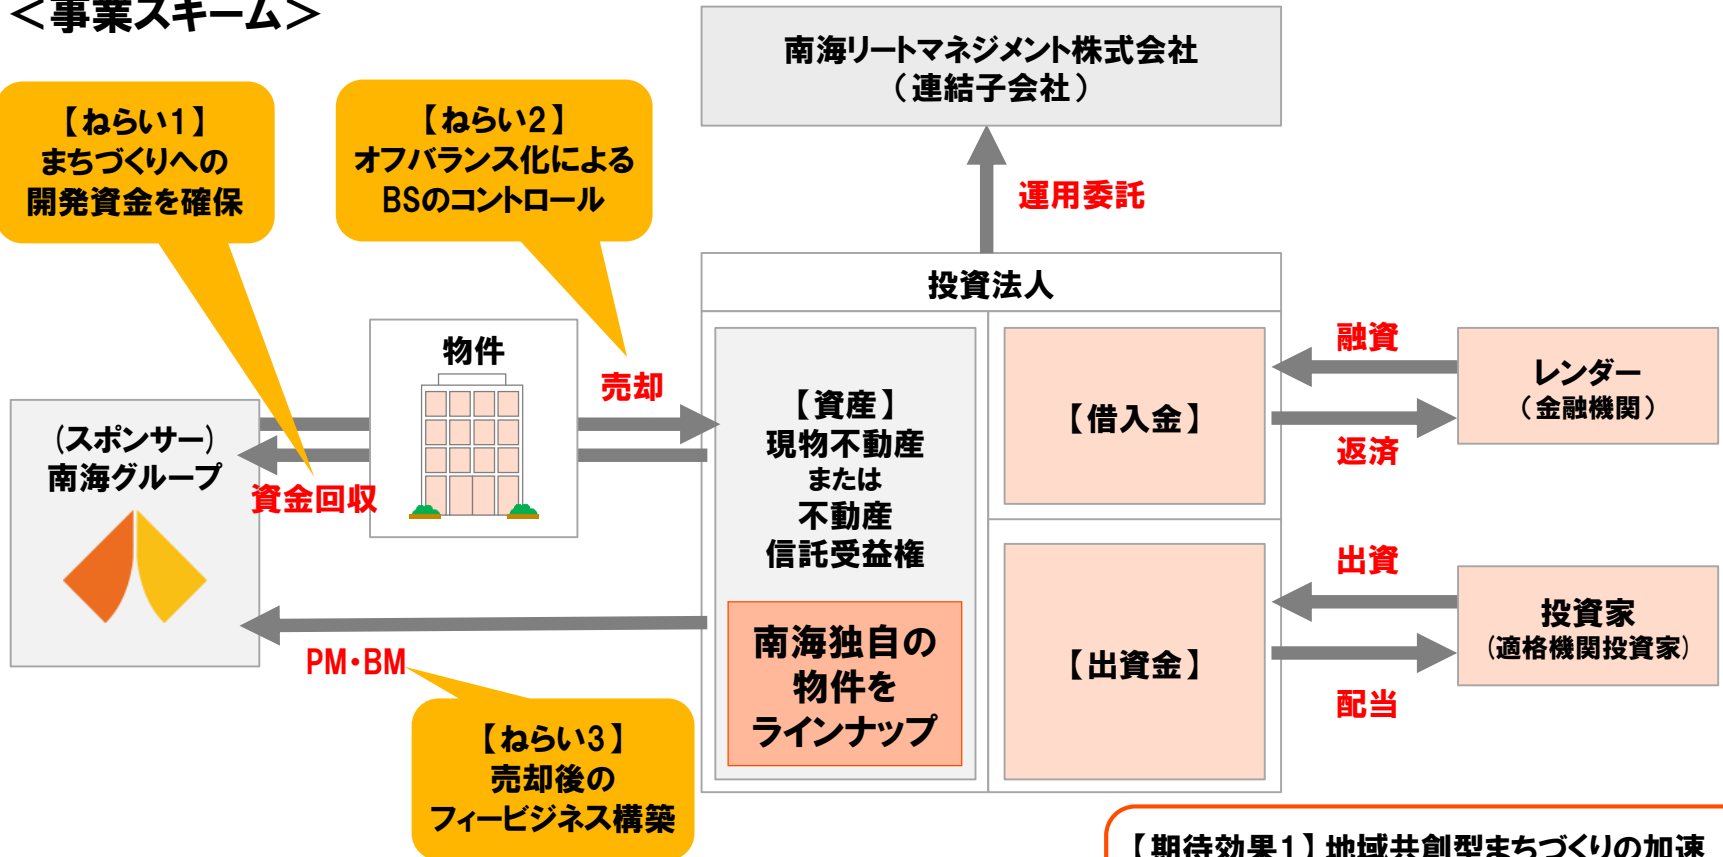 ＜事業スキーム＞
南海リートマネジメント株式会社
（連結子会社）
【ねらい１】
まちづくりへの
開発資金を確保
【ねらい２】
オフバランス化による
BSのコントロール
運用委託
投資法人
物件
売却
（スポンサー）
南海グループ
資金回収
【資産】
現物不動産
または
不動産
信託受益権
南海独自の
物件を
ラインナップ
【借入金】
【出資金】
融資
返済
レンダー
（金融機関）
出資
配当
投資家
（適格機関投資家）
PM・BM
【ねらい３】
売却後の
フィービジネス構築
【期待効果１】地域共創型まちづくりの加速